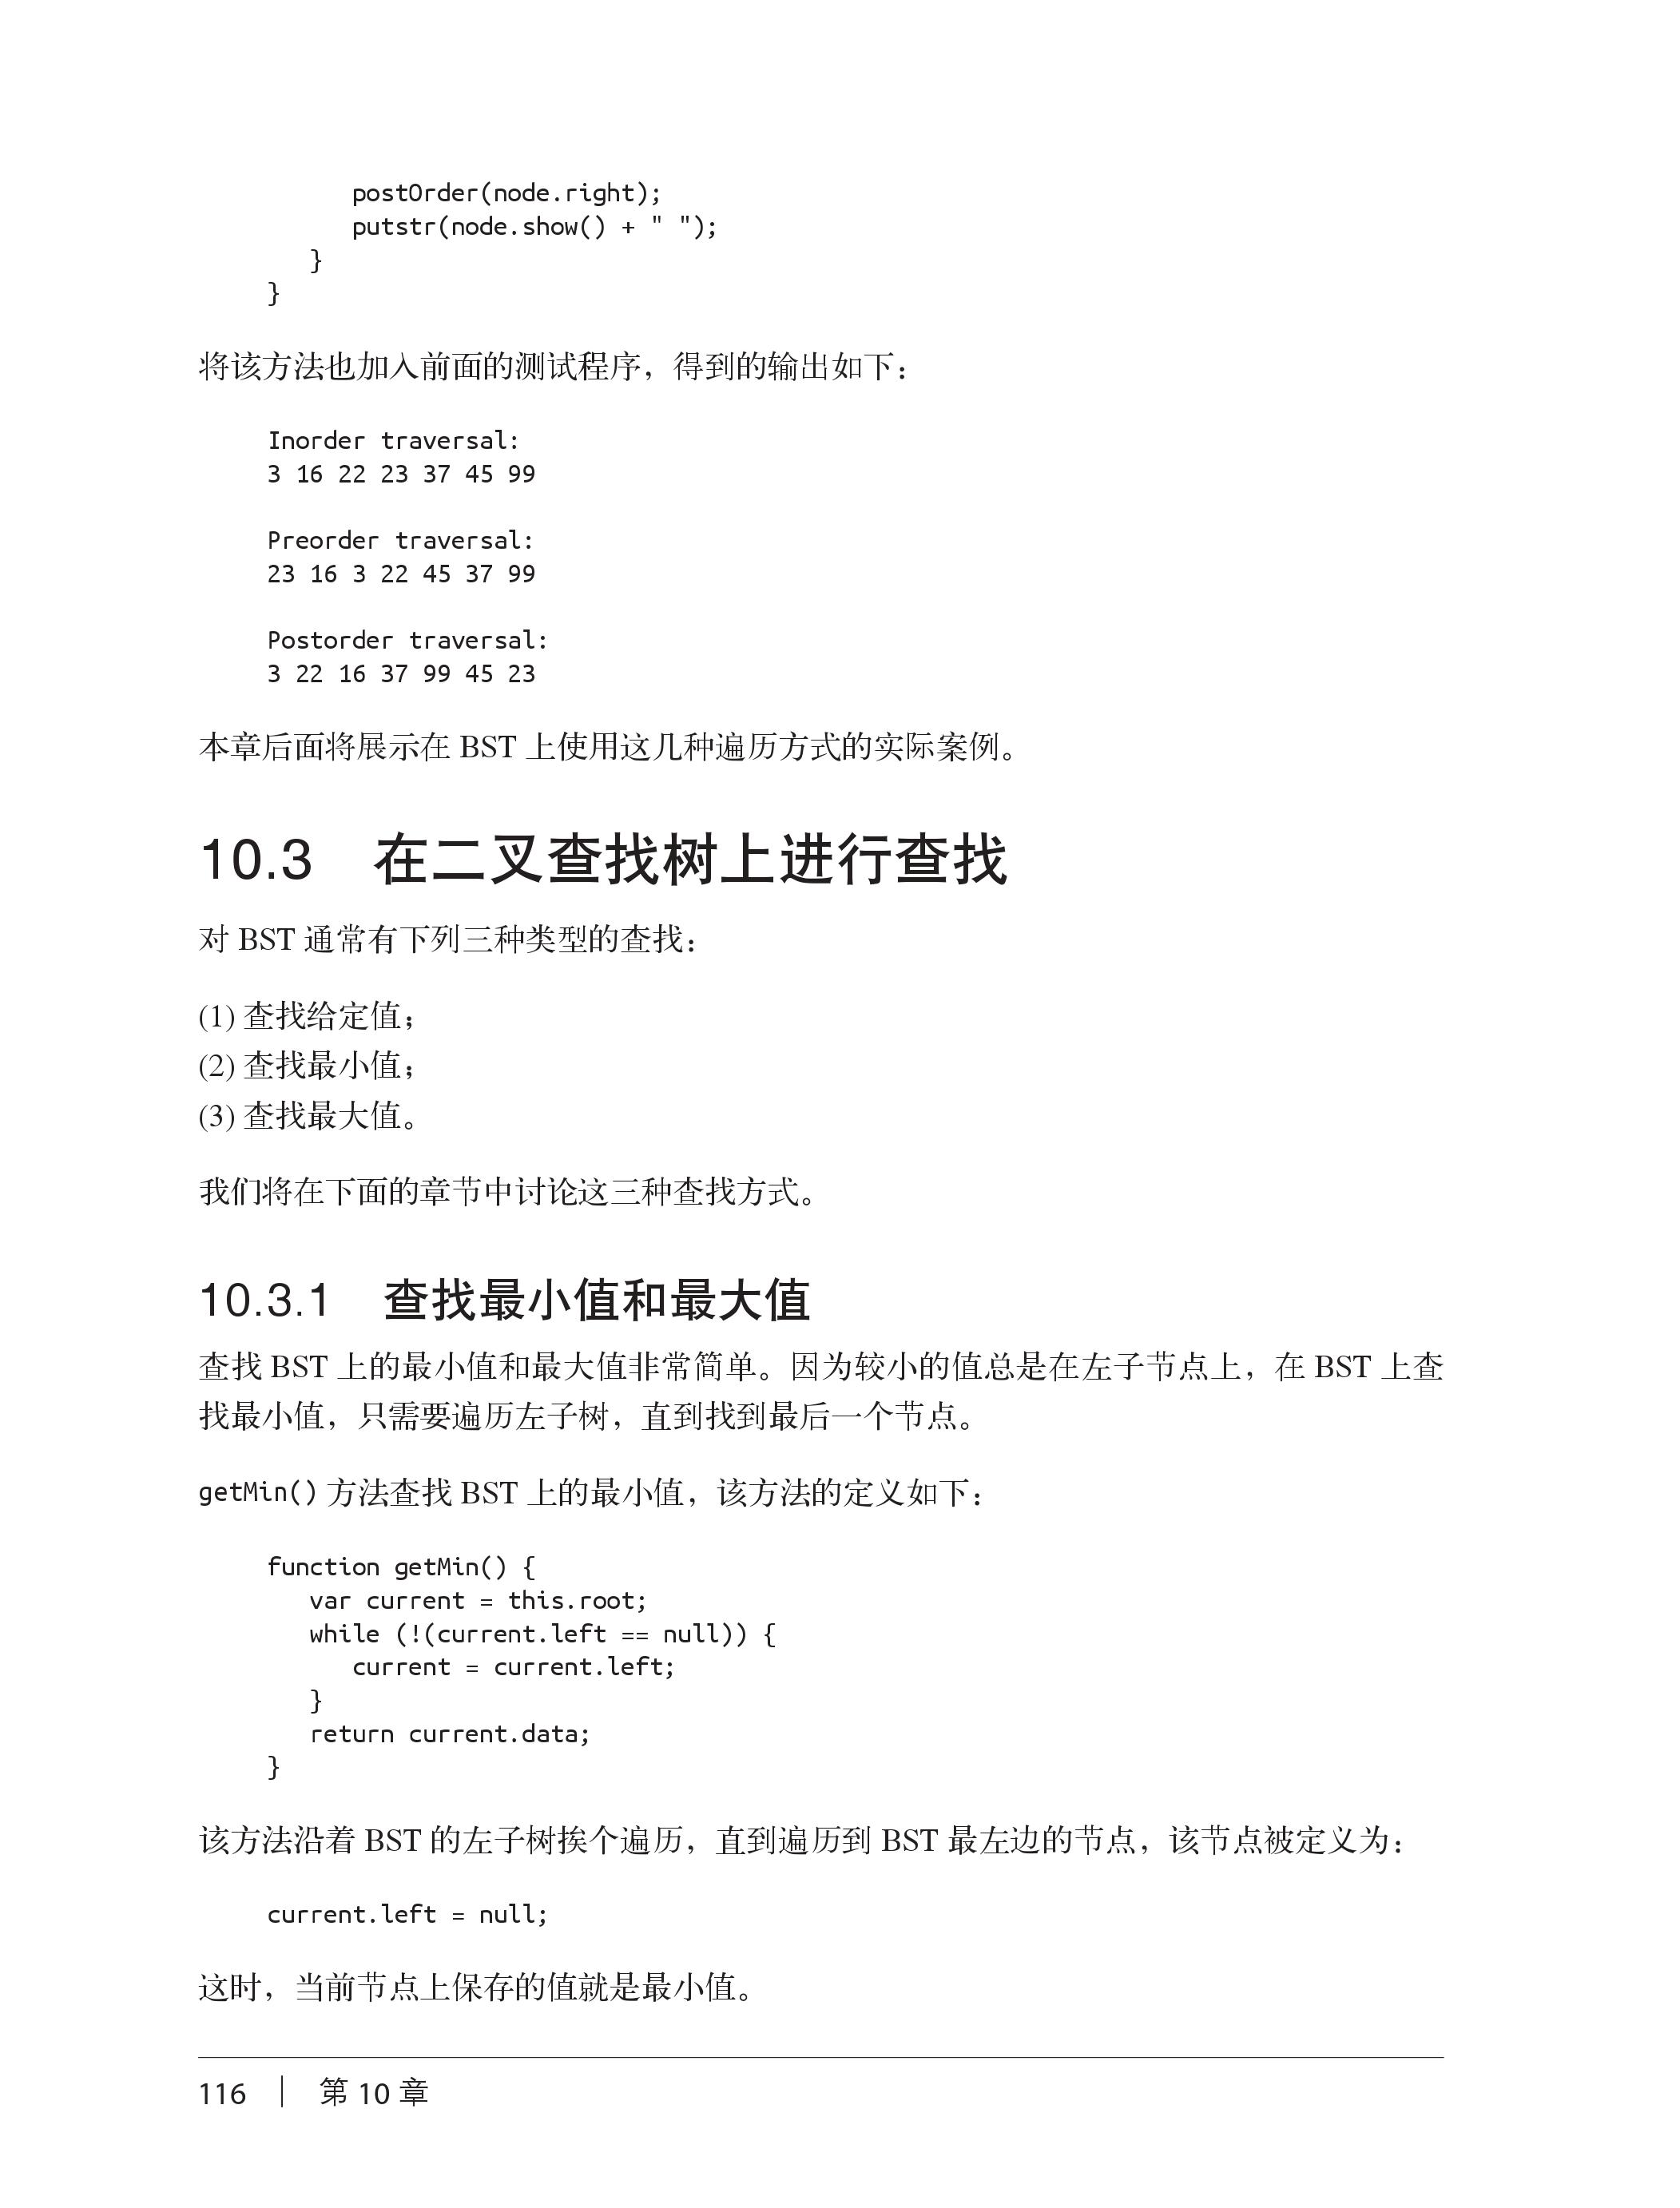 postOrder(node.right);
putstr(node.show() + " ");
}
}
将该方法也加入前面的测试程序，得到的输出如下：
Inorder traversal:
3 16 22 23 37 45 99
Preorder traversal:
23 16 3 22 45 37 99
Postorder traversal:
3 22 16 37 99 45 23
本章后面将展示在 BST 上使用这几种遍历方式的实际案例。
10.3 在二叉查找树上进行查找
对 BST 通常有下列三种类型的查找：
(1) 查找给定值；
(2) 查找最小值；
(3) 查找最大值。
我们将在下面的章节中讨论这三种查找方式。
10.3.1 查找最小值和最大值
查找 BST 上的最小值和最大值非常简单。因为较小的值总是在左子节点上，在 BST 上查
找最小值，只需要遍历左子树，直到找到最后一个节点。
getMin() 方法查找 BST 上的最小值，该方法的定义如下：
function getMin() {
var current = this.root;
while (!(current.left == null)) {
current = current.left;
}
return current.data;
}
该方法沿着 BST 的左子树挨个遍历，直到遍历到 BST 最左边的节点，该节点被定义为：
current.left = null;
这时，当前节点上保存的值就是最小值。
116 | 第 10 章